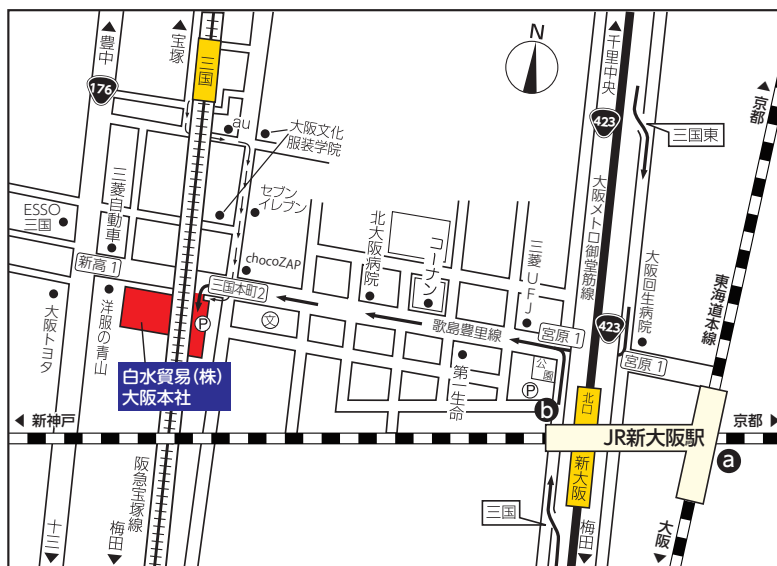 豊中
宝塚
三国
176
au
大阪文化
服装学院
N
千里中央
423
三国東
京都
ESSO
三国
三菱自動車
セブン
イレブン
chocoZAP
北大阪病院
コーナン
三菱UFJ
大阪メトロ御堂筋線
大阪回生病院
東海道本線
新高1
三国本町2
歌島豊里線
宮原1
423
宮原1
大阪トヨタ
洋服の青山
P
文
第一生命
公園
P
白水貿易(株)
大阪本社
b
北口
新神戸
JR新大阪駅
京都
a
新大阪
阪急宝塚線
三国
十三
梅田
梅田
大阪